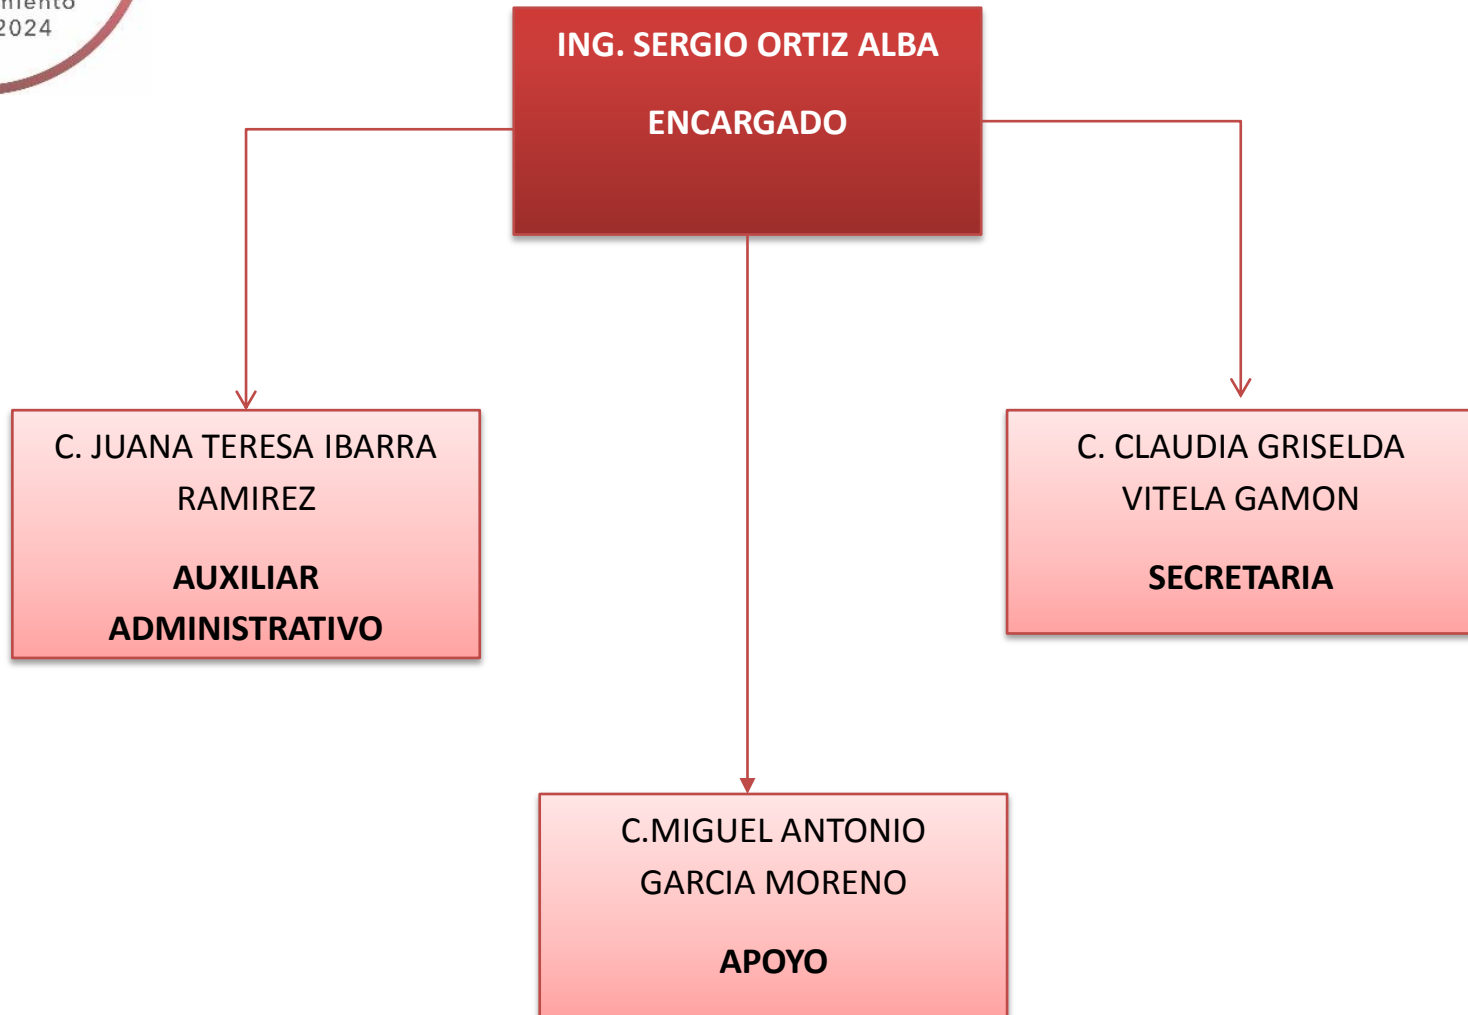 2024
ING. SERGIO ORTIZ ALBA
ENCARGADO
C. JUANA TERESA IBARRA
RAMIREZ
AUXILIAR
ADMINISTRATIVO
C. CLAUDIA GRISELDA
VITELA GAMON
SECRETARIA
C.MIGUEL ANTONIO
GARCIA MORENO
APOYO